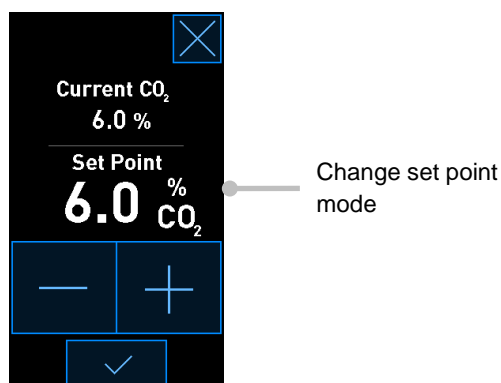 Current CO₂
6.0 %
Set Point
6.0 % CO₂
Change set point
mode